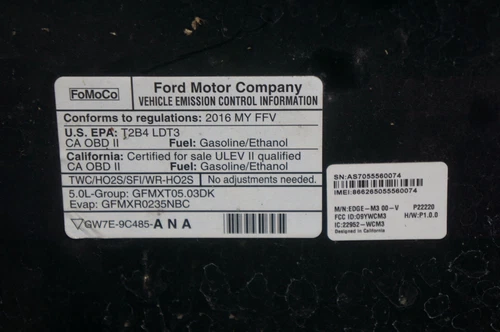 FoMoCo
Ford Motor Company
VEHICLE EMISSION CONTROL INFORMATION
Conforms to regulations: 2016 MY FFV
U.S. EPA: T2B4 LDT3
CA OBD II Fuel: Gasoline/Ethanol
California: Certified for sale ULEV II qualified
CA OBD II Fuel: Gasoline/Ethanol
TWC/HO2S/SFI/WR-HO2S No adjustments needed.
5.0L-Group: GFMXT05.03DK
Evap: GFMXR0235NBC
GW7E-9C485-ANA
SN:AS7055560074
IMEI:866265055560074
M/N:EDGE-M3 00-V P22220
FCC ID:O9YWCM3 H/W:P1.0.0
IC:22952-WCM3
Designed in California